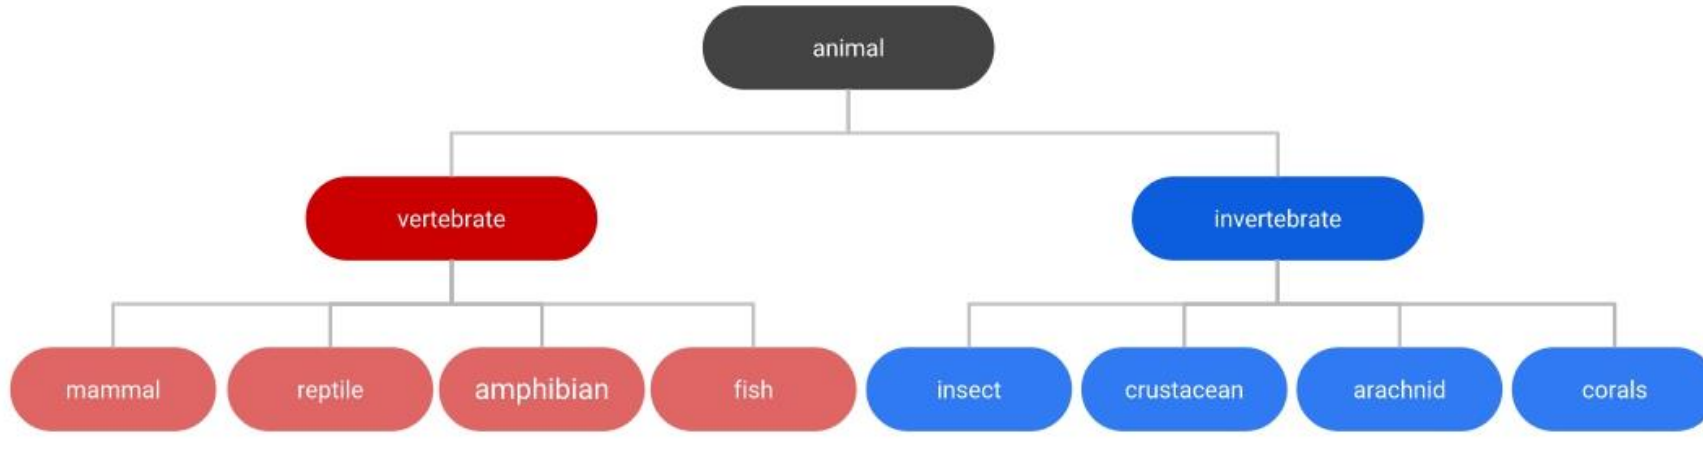 animal
vertebrate
invertebrate
mammal
reptile
amphibian
fish
insect
crustacean
arachnid
corals